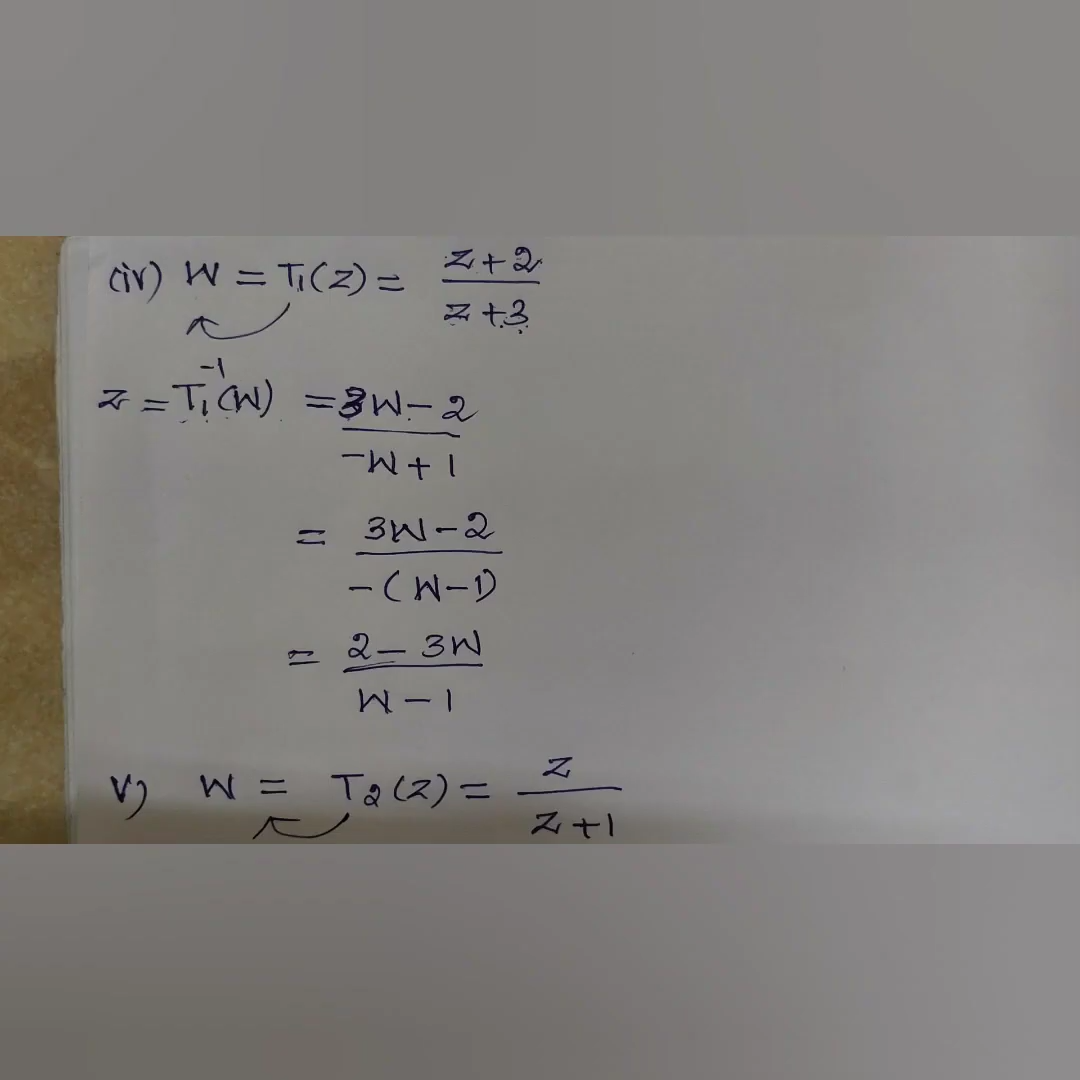 (iv) W = T₁(z) = z+2 / z+3
z = T₁⁻¹(W) = 3W-2 / -W+1
= 3W-2 / -(W-1)
= 2-3W / W-1
v) W = T₂(z) = z / z+1